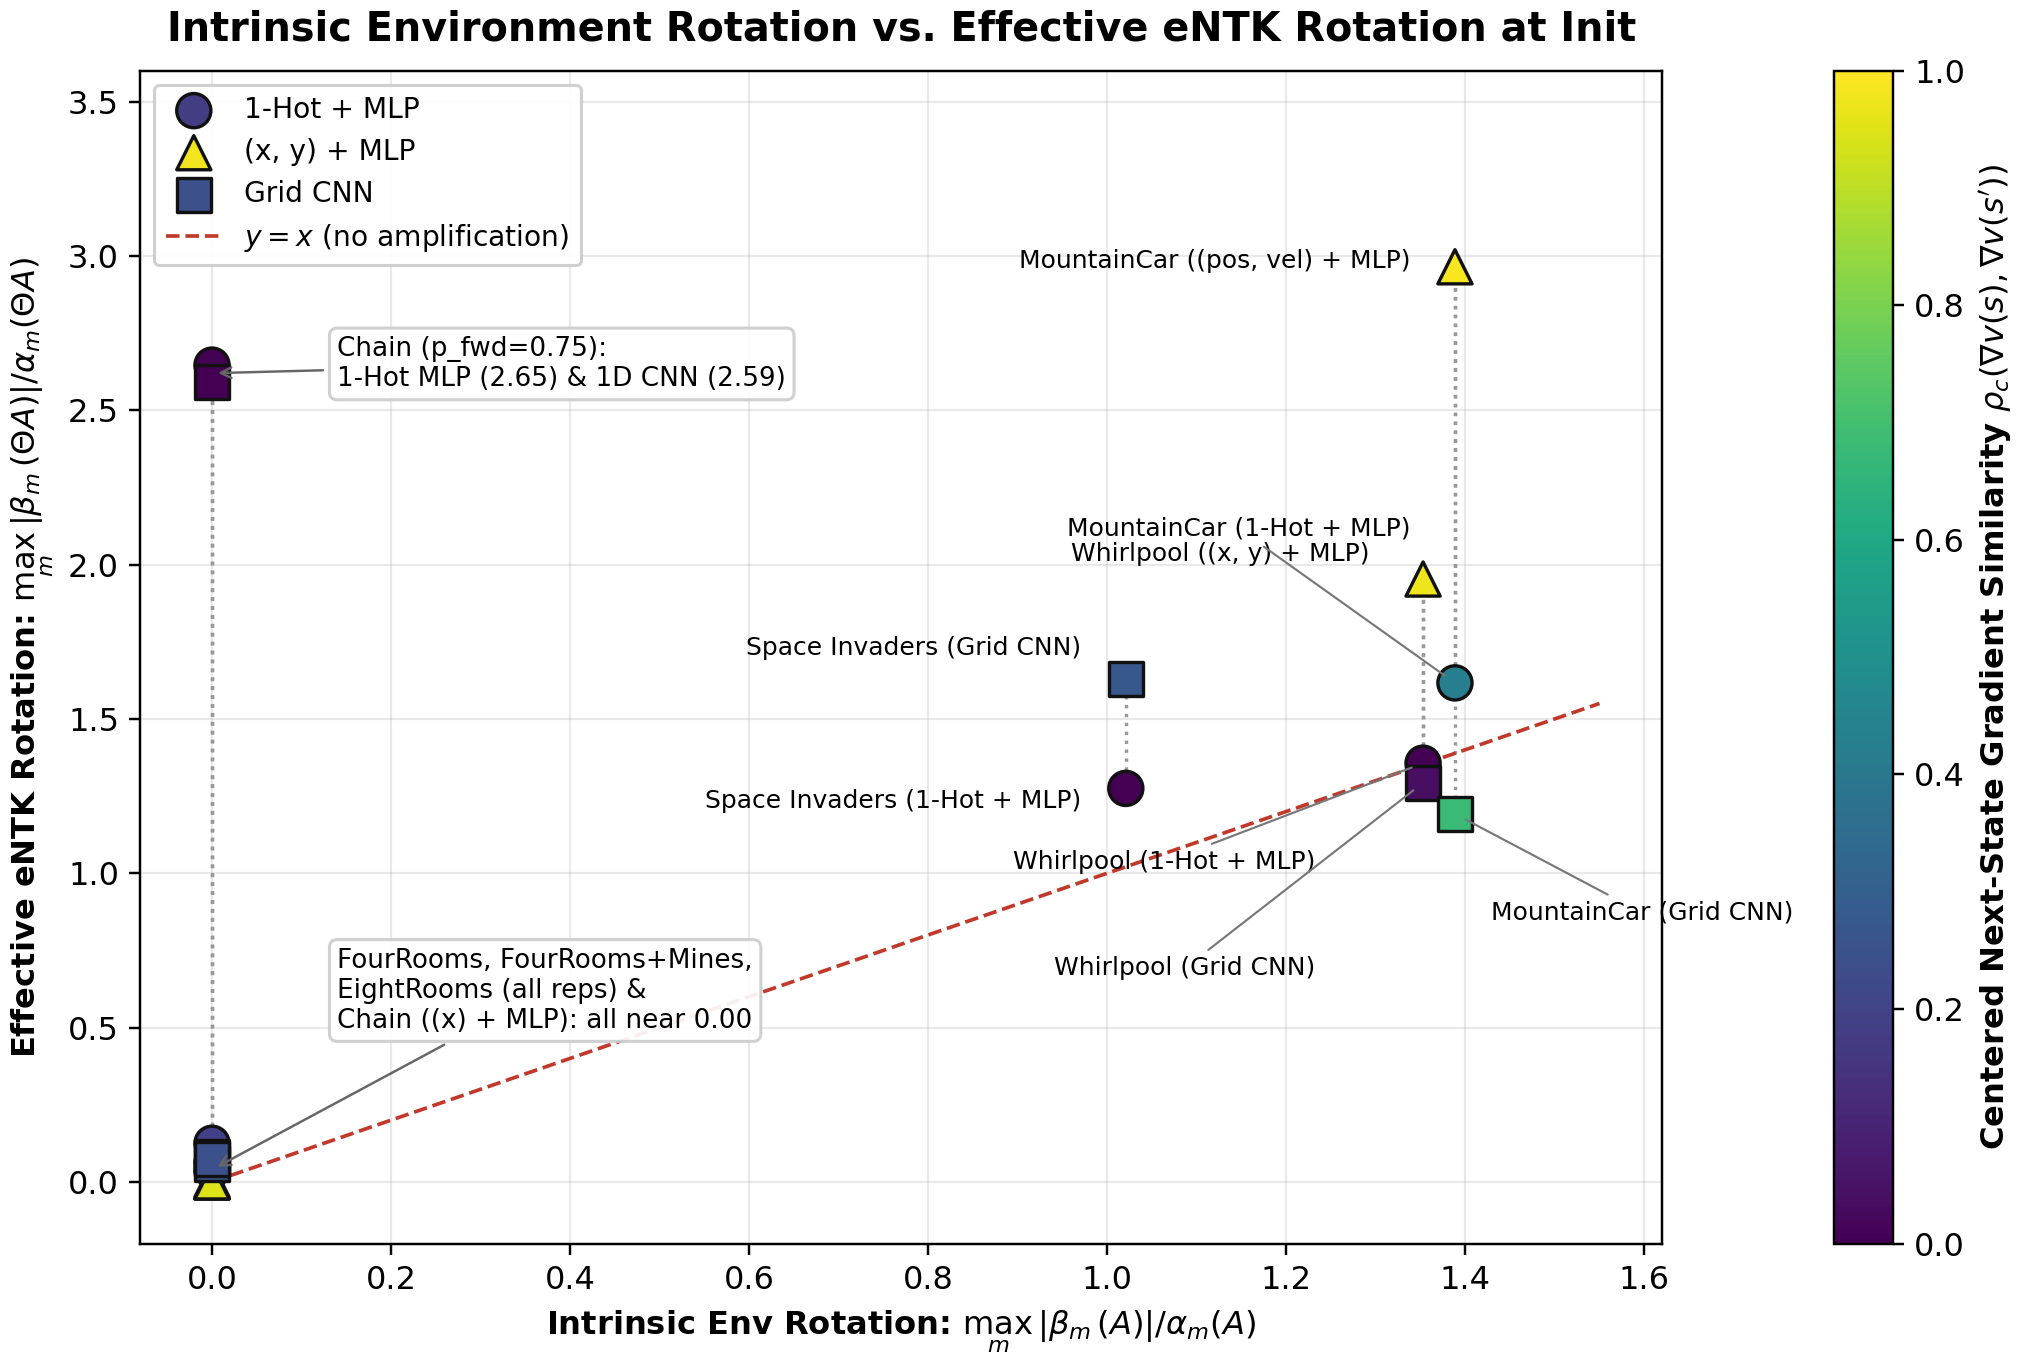 Intrinsic Environment Rotation vs. Effective eNTK Rotation at Init
1-Hot + MLP
(x, y) + MLP
Grid CNN
y = x (no amplification)
3.5
3.0
2.5
2.0
1.5
1.0
0.5
0.0
Effective eNTK Rotation: max_m |β_m (ΘA)|/α_m(ΘA)
MountainCar ((pos, vel) + MLP)
Chain (p_fwd=0.75):
1-Hot MLP (2.65) & 1D CNN (2.59)
MountainCar (1-Hot + MLP)
Whirlpool ((x, y) + MLP)
Space Invaders (Grid CNN)
Space Invaders (1-Hot + MLP)
Whirlpool (1-Hot + MLP)
MountainCar (Grid CNN)
Whirlpool (Grid CNN)
FourRooms, FourRooms+Mines,
EightRooms (all reps) &
Chain ((x) + MLP): all near 0.00
0.0 0.2 0.4 0.6 0.8 1.0 1.2 1.4 1.6
Intrinsic Env Rotation: max_m |β_m (A)|/α_m(A)
1.0
0.8
0.6
0.4
0.2
0.0
Centered Next-State Gradient Similarity ρ_c(∇v(s), ∇v(s′))